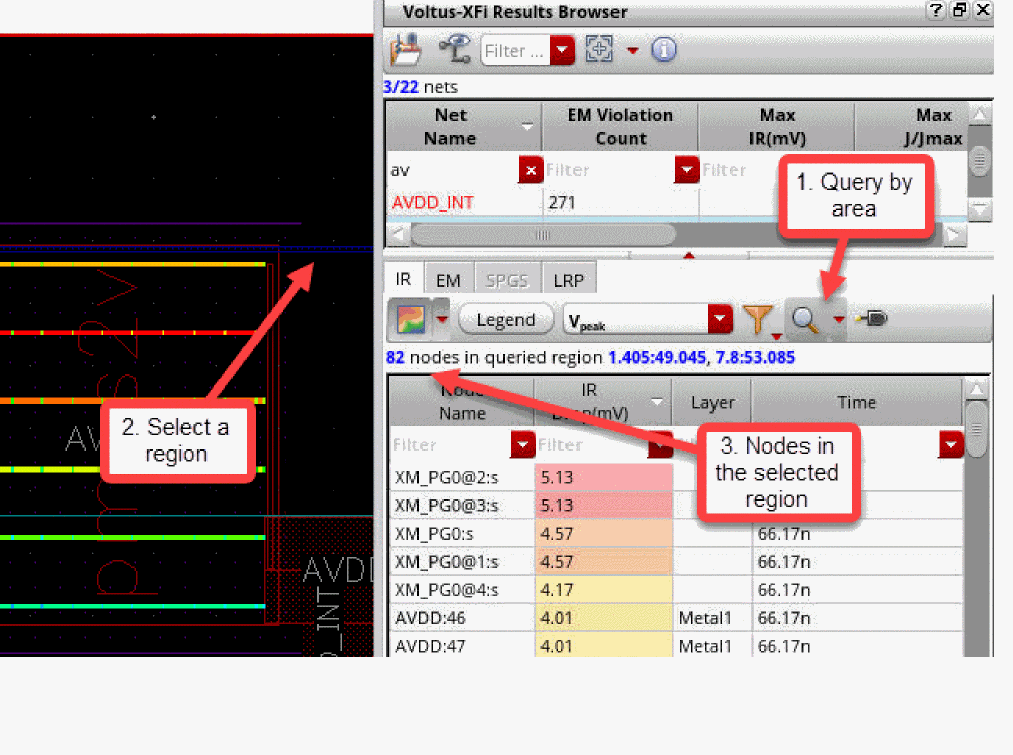 Voltus-XFi Results Browser
Filter ...
3/22 nets
Net Name
EM Violation Count
Max IR(mV)
Max J/Jmax
av
Filter
Filter
AVDD_INT
271
1. Query by
area
IR EM SPGS LRP
Legend
Vpeak
82 nodes in queried region 1.405:49.045, 7.8:53.085
Node Name
IR Drop(mV)
Layer
Time
Filter
Filter
2. Select a
region
3. Nodes in
the selected
region
XM_PG0@2:s 5.13
XM_PG0@3:s 5.13
XM_PG0:s 4.57 66.17n
XM_PG0@1:s 4.57 66.17n
XM_PG0@4:s 4.17 66.17n
AVDD:46 4.01 Metal1 66.17n
AVDD:47 4.01 Metal1 66.17n